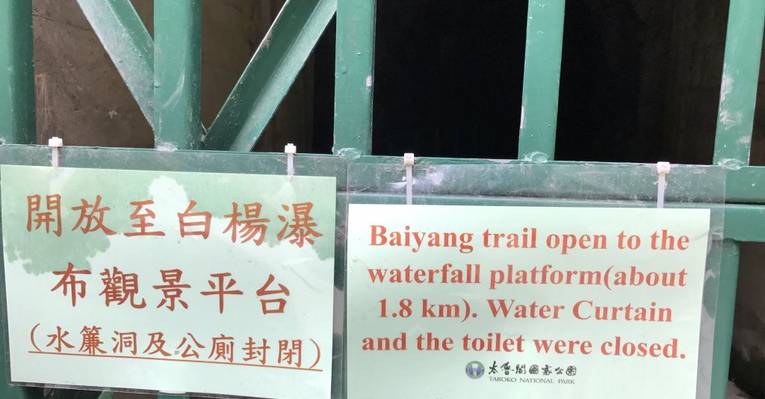 開放至白楊瀑
布觀景平台
(水簾洞及公廁封閉)
Baiyang trail open to the
waterfall platform(about
1.8 km). Water Curtain
and the toilet were closed.
太魯閣國家公園
TAROKO NATIONAL PARK